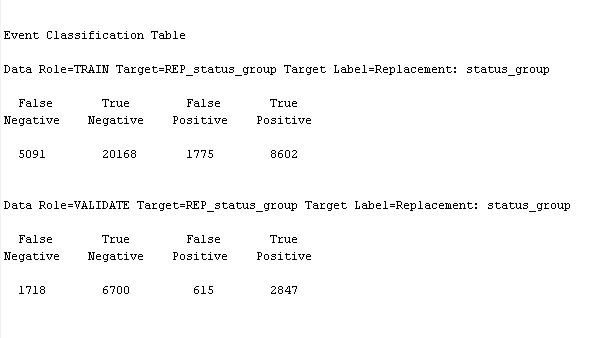 Event Classification Table
Data Role=TRAIN Target=REP_status_group Target Label=Replacement: status_group
False True False True
Negative Negative Positive Positive
5091 20168 1775 8602
Data Role=VALIDATE Target=REP_status_group Target Label=Replacement: status_group
False True False True
Negative Negative Positive Positive
1718 6700 615 2847